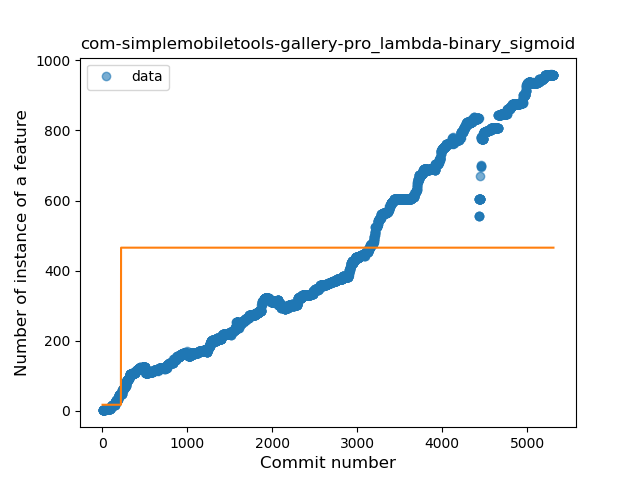 com-simplemobiletools-gallery-pro_lambda-binary_sigmoid
data
Number of instance of a feature
1000
800
600
400
200
0
0 1000 2000 3000 4000 5000
Commit number